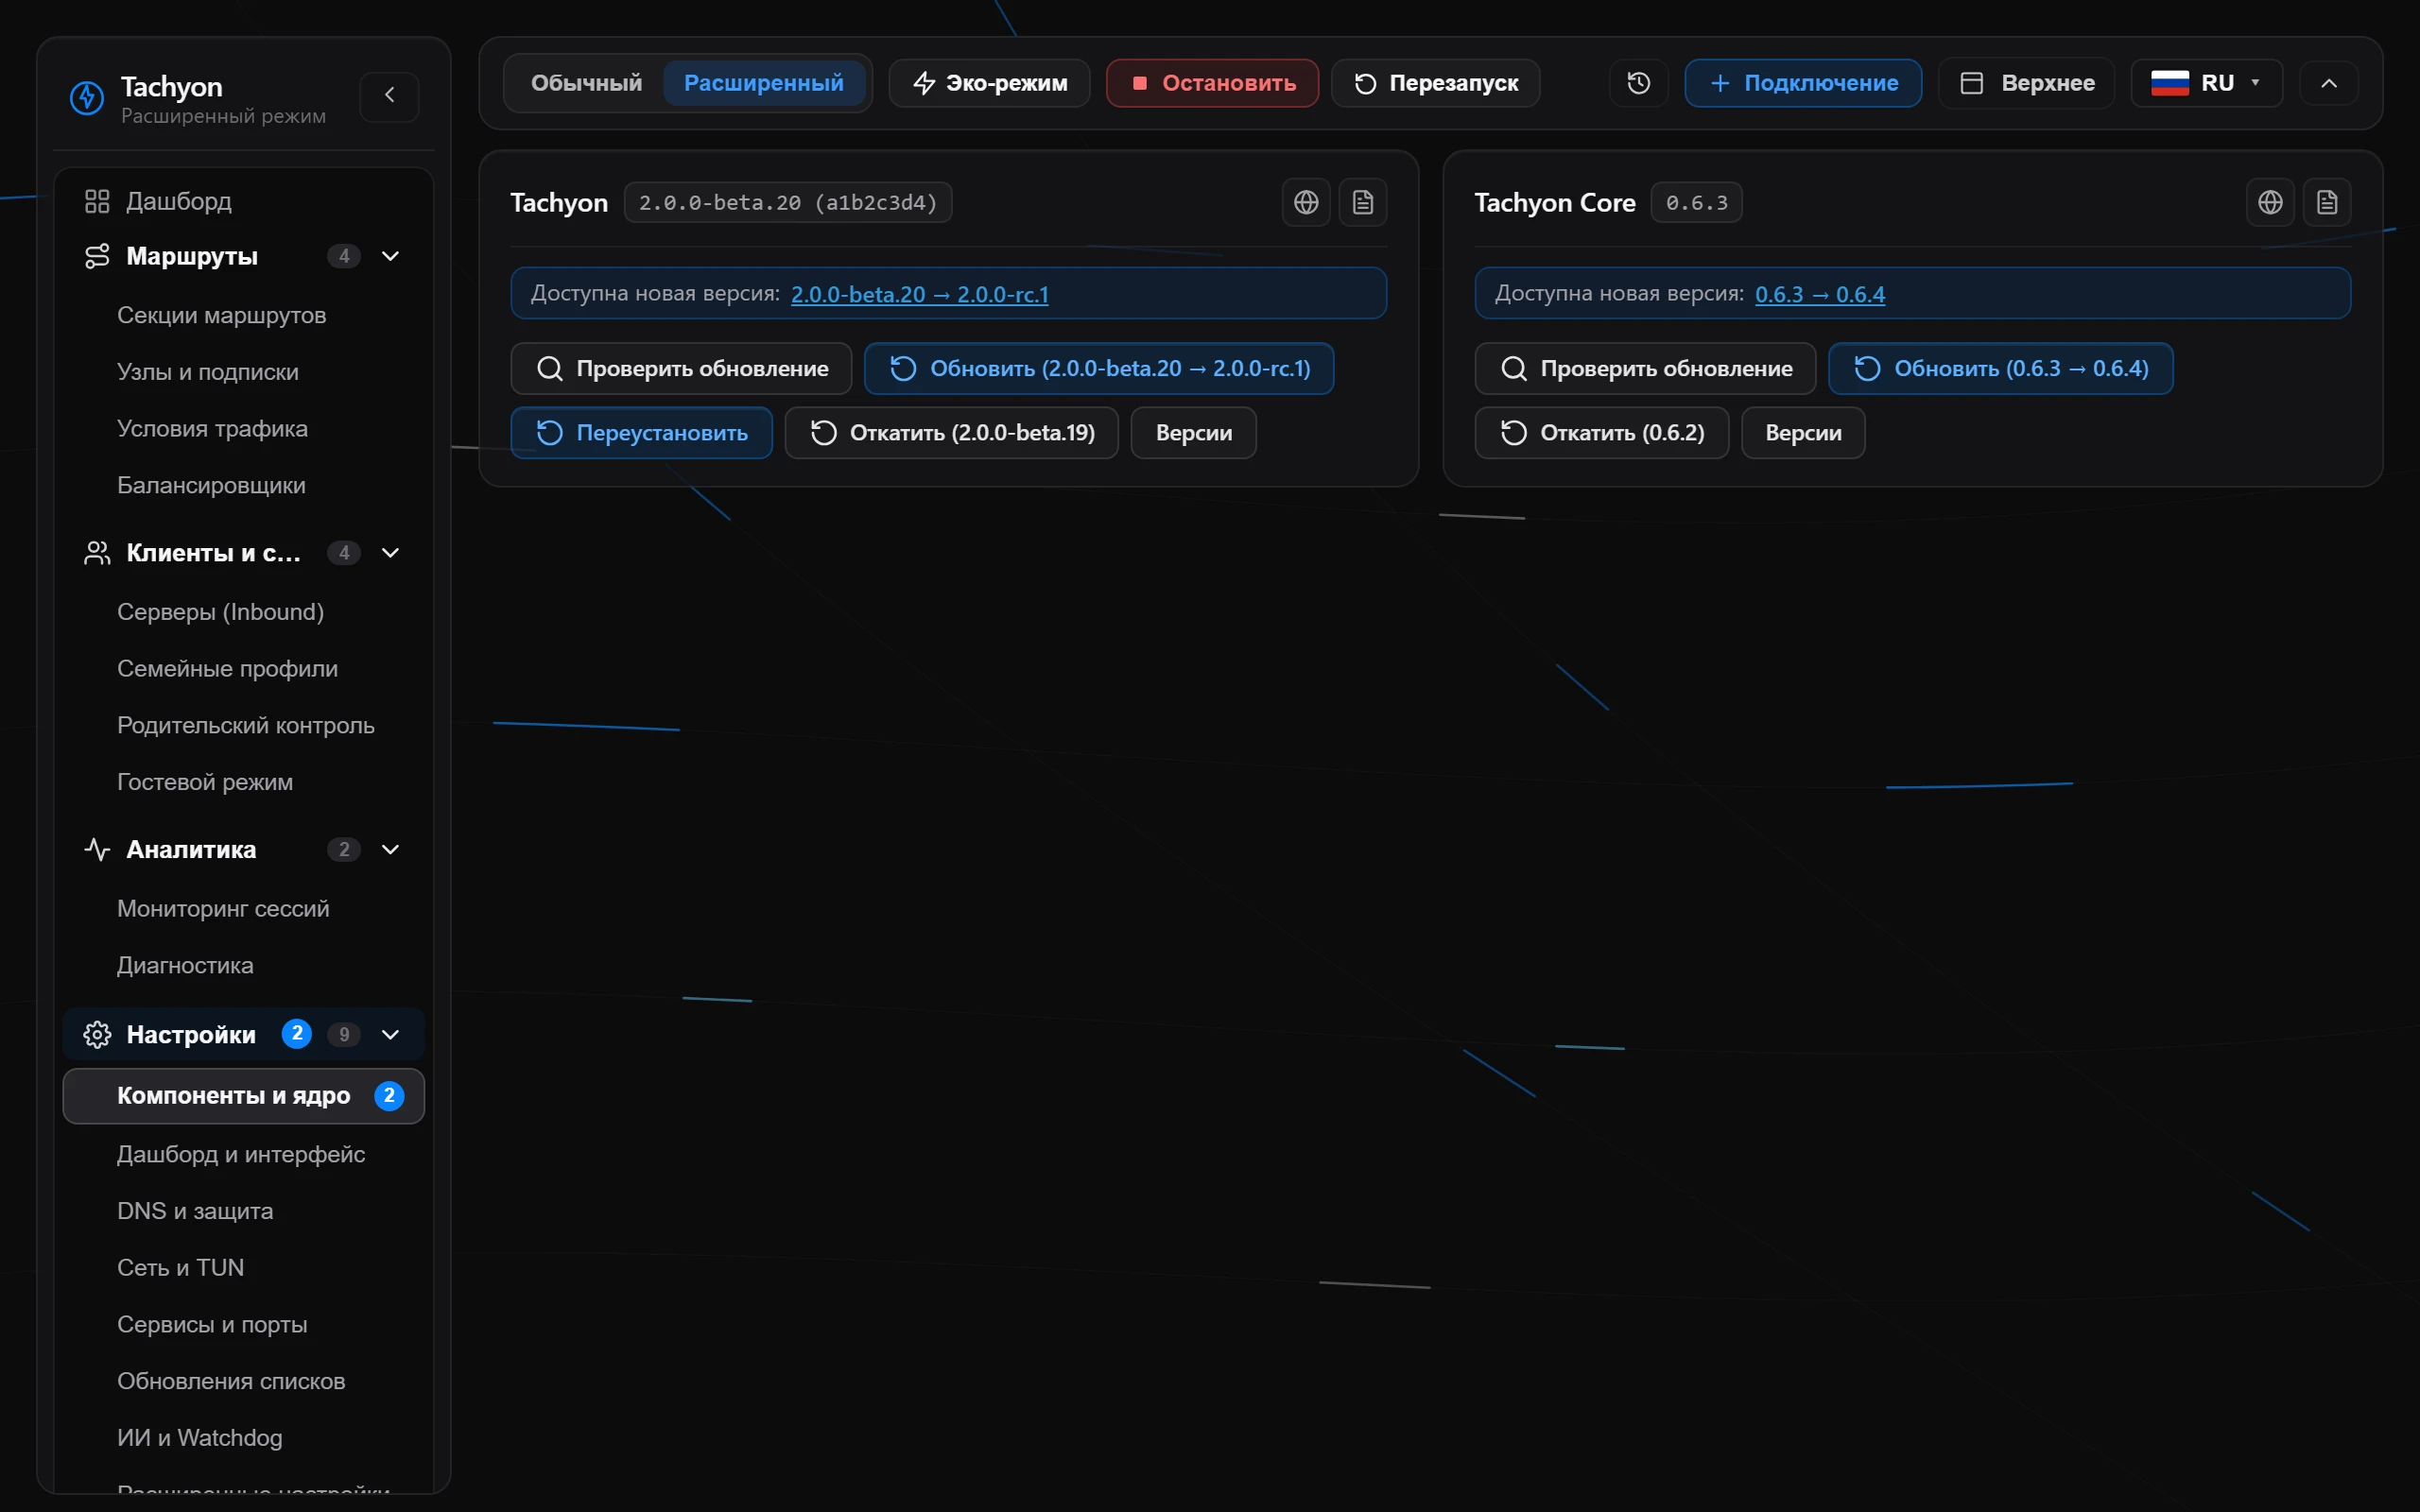 Tachyon
Расширенный режим
Дашборд
Маршруты 4
Секции маршрутов
Узлы и подписки
Условия трафика
Балансировщики
Клиенты и с... 4
Серверы (Inbound)
Семейные профили
Родительский контроль
Гостевой режим
Аналитика 2
Мониторинг сессий
Диагностика
Настройки 2 9
Компоненты и ядро 2
Дашборд и интерфейс
DNS и защита
Сеть и TUN
Сервисы и порты
Обновления списков
ИИ и Watchdog
Расширенные настройки
Обычный Расширенный Эко-режим Остановить Перезапуск Подключение Верхнее RU
Tachyon 2.0.0-beta.20 (a1b2c3d4)
Доступна новая версия: 2.0.0-beta.20 → 2.0.0-rc.1
Проверить обновление Обновить (2.0.0-beta.20 → 2.0.0-rc.1)
Переустановить Откатить (2.0.0-beta.19) Версии
Tachyon Core 0.6.3
Доступна новая версия: 0.6.3 → 0.6.4
Проверить обновление Обновить (0.6.3 → 0.6.4)
Откатить (0.6.2) Версии